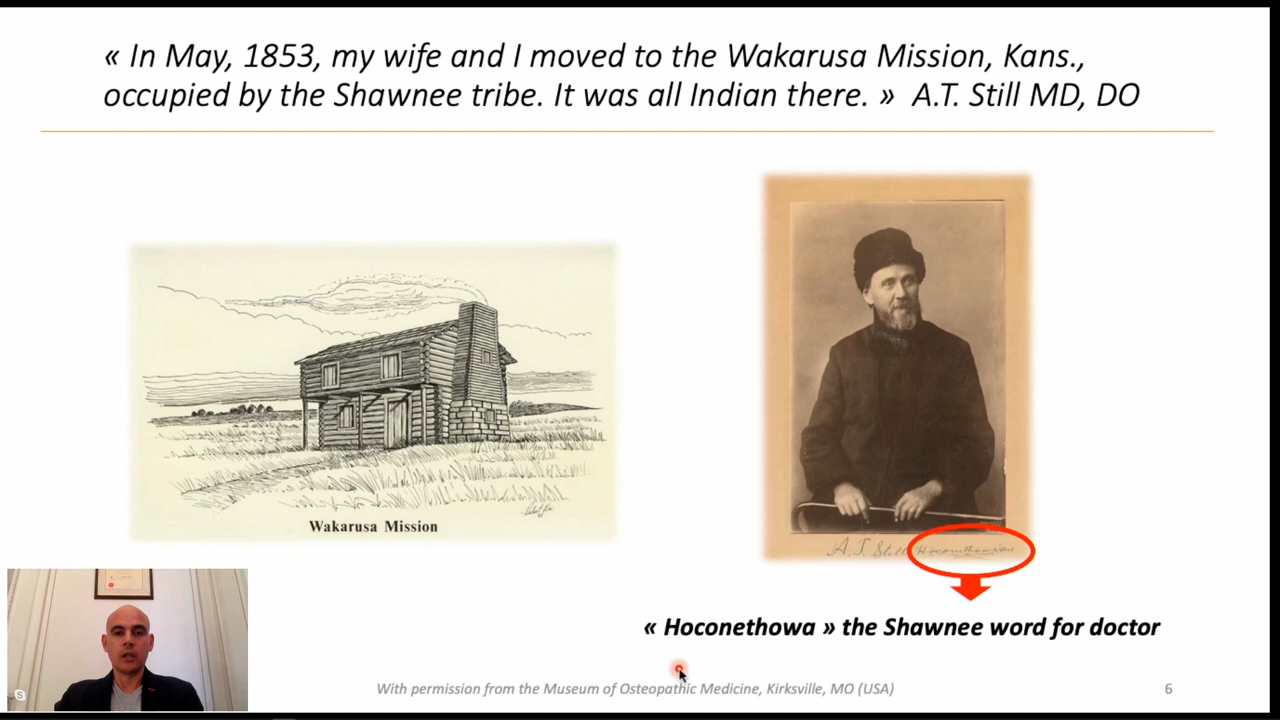 « In May, 1853, my wife and I moved to the Wakarusa Mission, Kans.,
occupied by the Shawnee tribe. It was all Indian there. »  A.T. Still MD, DO
Wakarusa Mission
A.T. Still
« Hoconethowa » the Shawnee word for doctor
With permission from the Museum of Osteopathic Medicine, Kirksville, MO (USA)
6